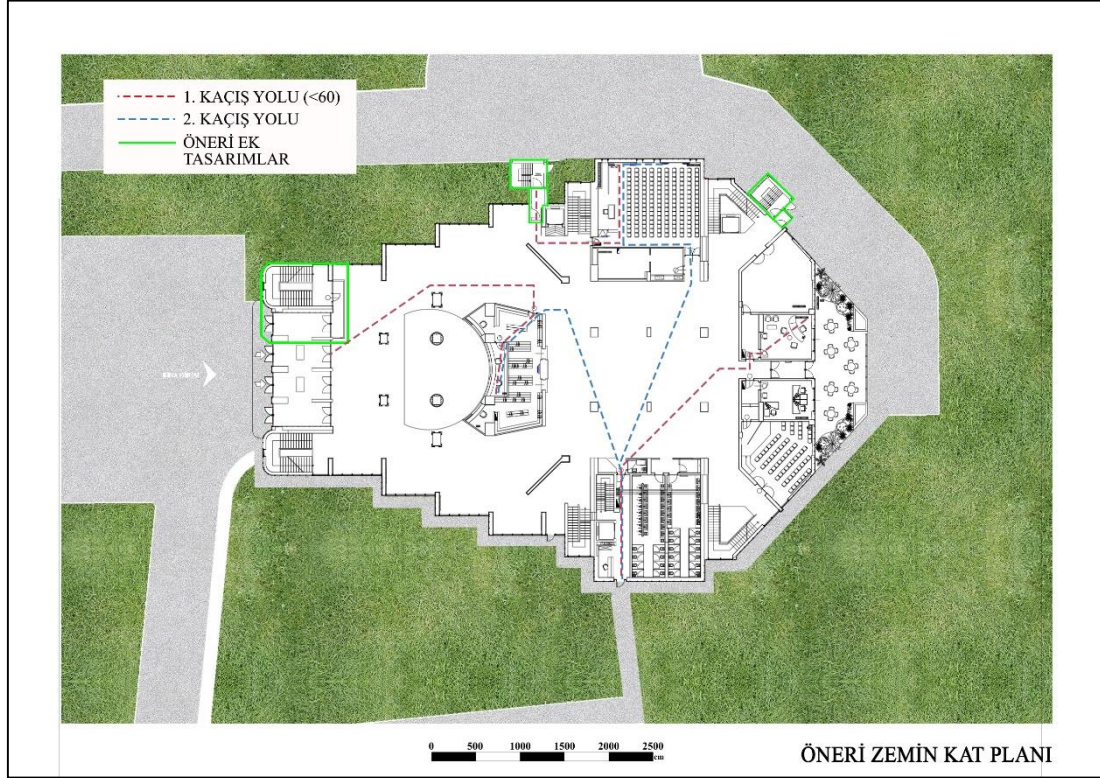 1. KAÇIŞ YOLU (<60)
2. KAÇIŞ YOLU
ÖNERİ EK
TASARIMLAR
0 500 1000 1500 2000 2500
cm
ÖNERİ ZEMİN KAT PLANI